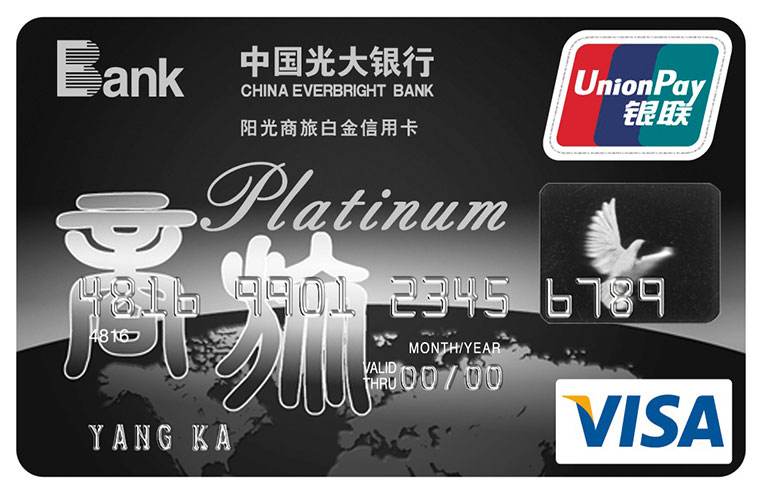 Bank
中国光大银行
CHINA EVERBRIGHT BANK
阳光商旅白金信用卡
UnionPay
银联
Platinum
商旅
4816 9901 2345 6789
4816
MONTH/YEAR
VALID THRU 00/00
YANG KA
VISA